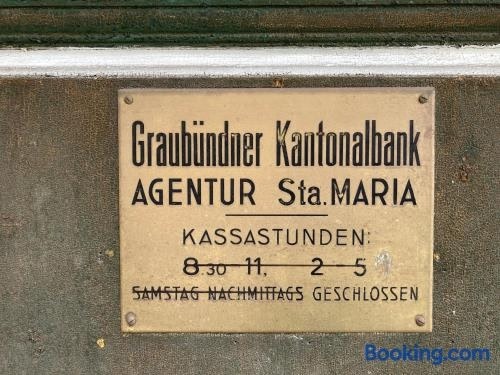 Graubündner Kantonalbank
AGENTUR Sta. MARIA
KASSASTUNDEN:
8.30 11, 2-5
SAMSTAG NACHMITTAGS GESCHLOSSEN
Booking.com